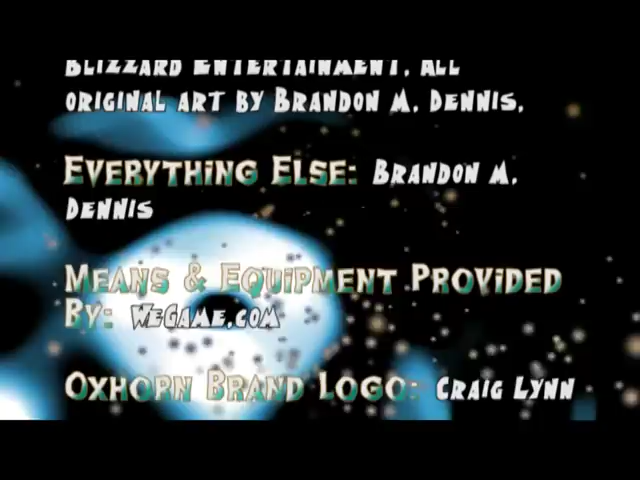 Blizzard Entertainment. All
original art by Brandon M. Dennis.
Everything Else: Brandon M.
Dennis
Means & Equipment Provided
By: WeGame.com
Oxhorn Brand Logo: Craig Lynn